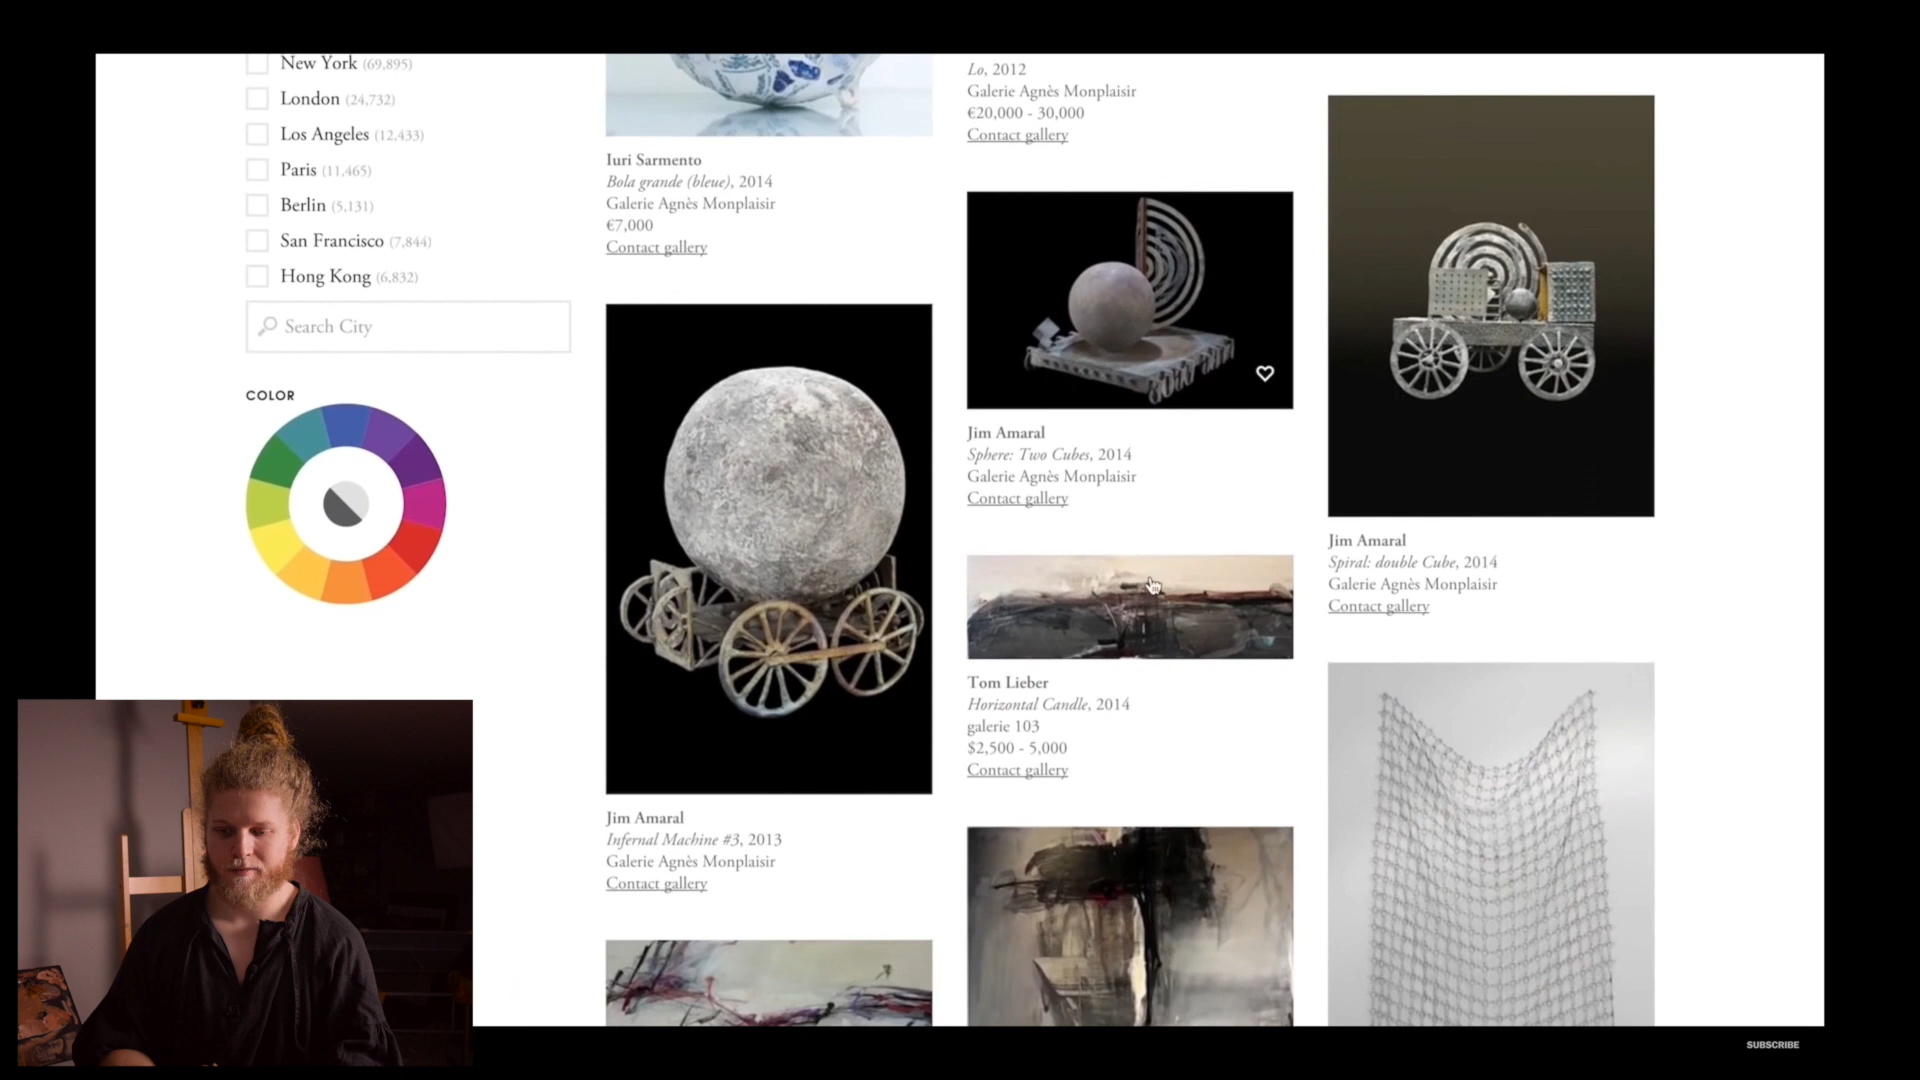 New York (69,895)
London (24,732)
Los Angeles (12,433)
Paris (11,465)
Berlin (5,131)
San Francisco (7,844)
Hong Kong (6,832)
Search City
COLOR
Iuri Sarmento
Bola grande (bleue), 2014
Galerie Agnès Monplaisir
€7,000
Contact gallery
Jim Amaral
Infernal Machine #3, 2013
Galerie Agnès Monplaisir
Contact gallery
Lo, 2012
Galerie Agnès Monplaisir
€20,000 - 30,000
Contact gallery
Jim Amaral
Sphere: Two Cubes, 2014
Galerie Agnès Monplaisir
Contact gallery
Tom Lieber
Horizontal Candle, 2014
galerie 103
$2,500 - 5,000
Contact gallery
Jim Amaral
Spiral: double Cube, 2014
Galerie Agnès Monplaisir
Contact gallery
SUBSCRIBE